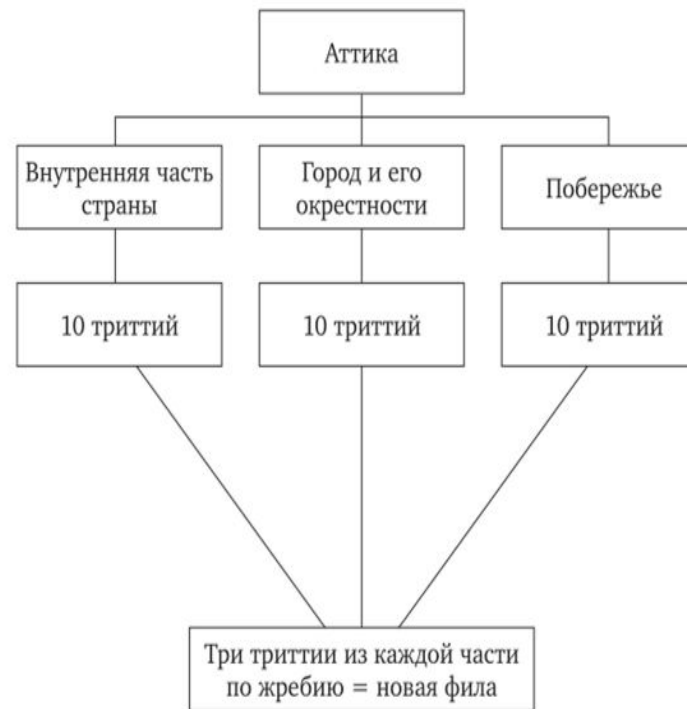 Аттика
Внутренняя часть
страны
Город и его
окрестности
Побережье
10 триттий
10 триттий
10 триттий
Три триттии из каждой части
по жребию = новая фила